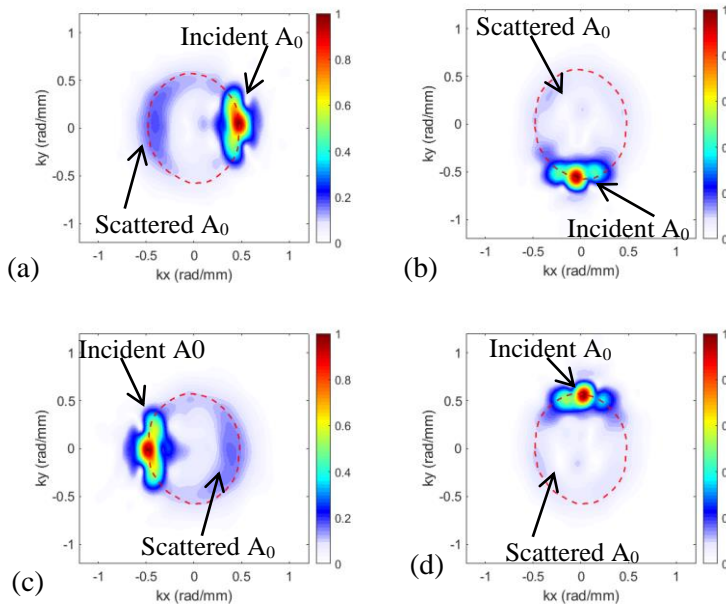 Incident A₀
Scattered A₀
1
0.5
0
-0.5
-1
ky (rad/mm)
-1 -0.5 0 0.5 1
kx (rad/mm)
1
0.8
0.6
0.4
0.2
0
(a)
Scattered A₀
Incident A₀
1
0.5
0
-0.5
-1
ky (rad/mm)
-1 -0.5 0 0.5 1
kx (rad/mm)
(b)
Incident A0
Scattered A₀
1
0.5
0
-0.5
-1
ky (rad/mm)
-1 -0.5 0 0.5 1
kx (rad/mm)
1
0.8
0.6
0.4
0.2
0
(c)
Incident A₀
Scattered A₀
1
0.5
0
-0.5
-1
ky (rad/mm)
-1 -0.5 0 0.5 1
kx (rad/mm)
(d)